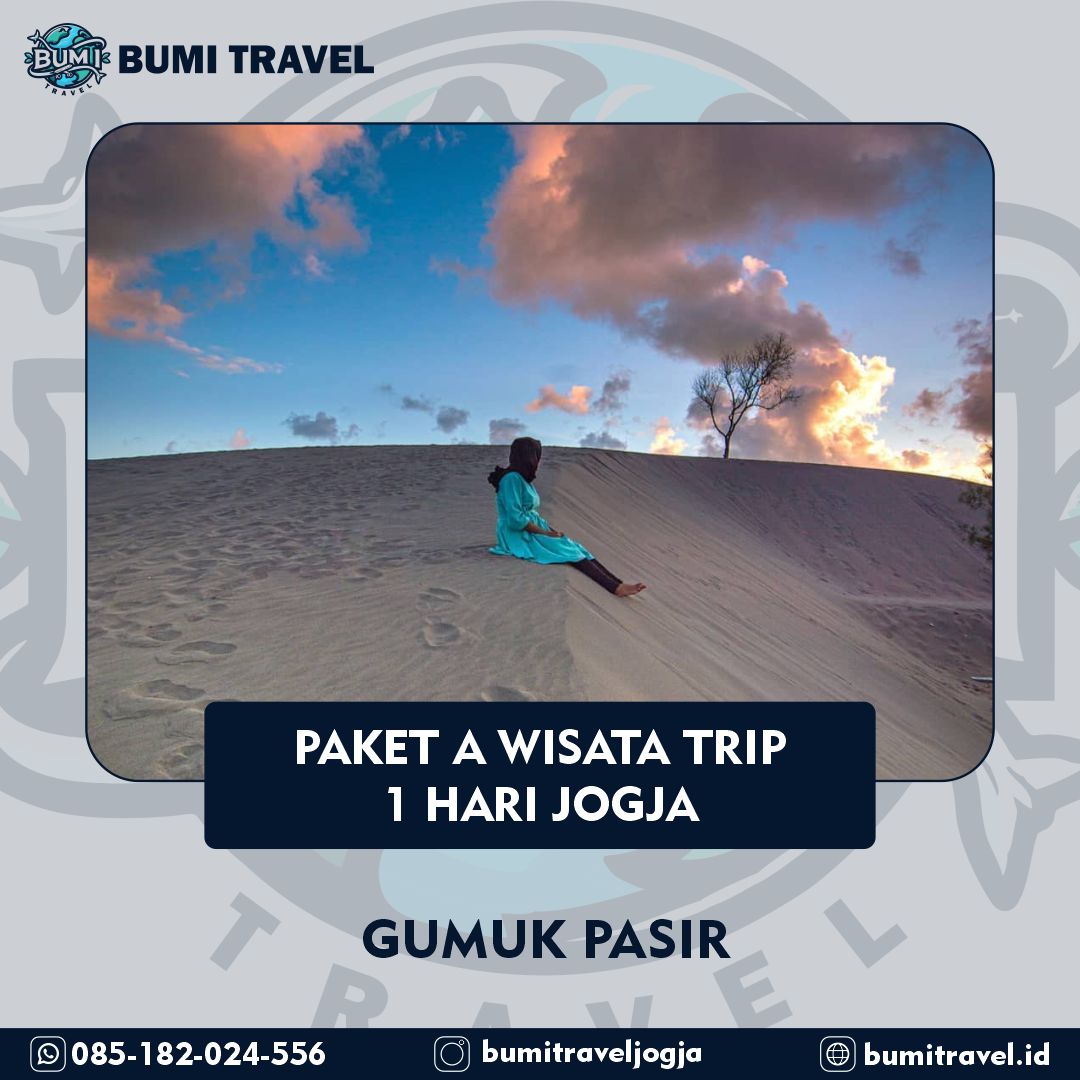 BUMI
TRAVEL
BUMI TRAVEL
PAKET A WISATA TRIP
1 HARI JOGJA
GUMUK PASIR
TRAVEL
085-182-024-556
bumitraveljogja
bumitravel.id